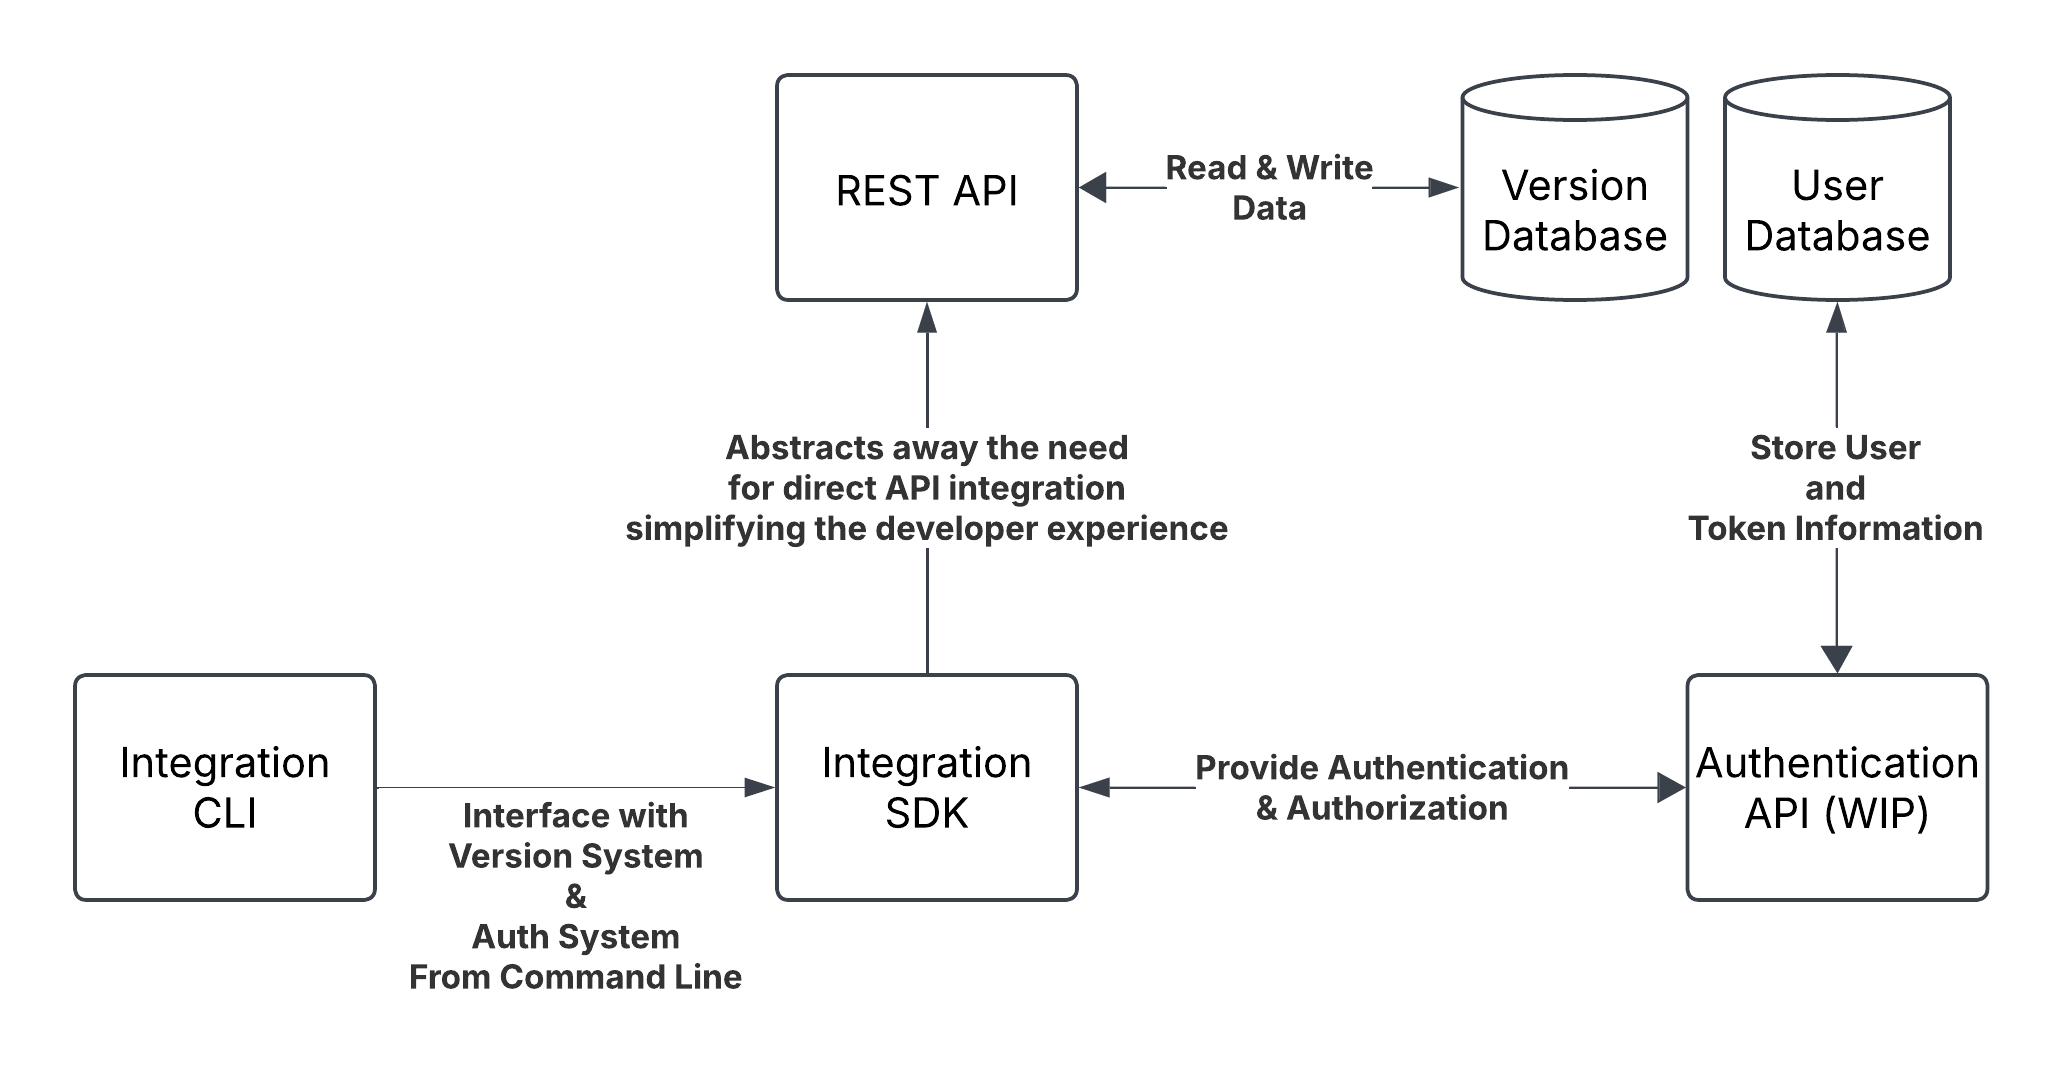 REST API
Read & Write
Data
Version
Database
User
Database
Abstracts away the need
for direct API integration
simplifying the developer experience
Store User
and
Token Information
Integration
CLI
Interface with
Version System
&
Auth System
From Command Line
Integration
SDK
Provide Authentication
& Authorization
Authentication
API (WIP)